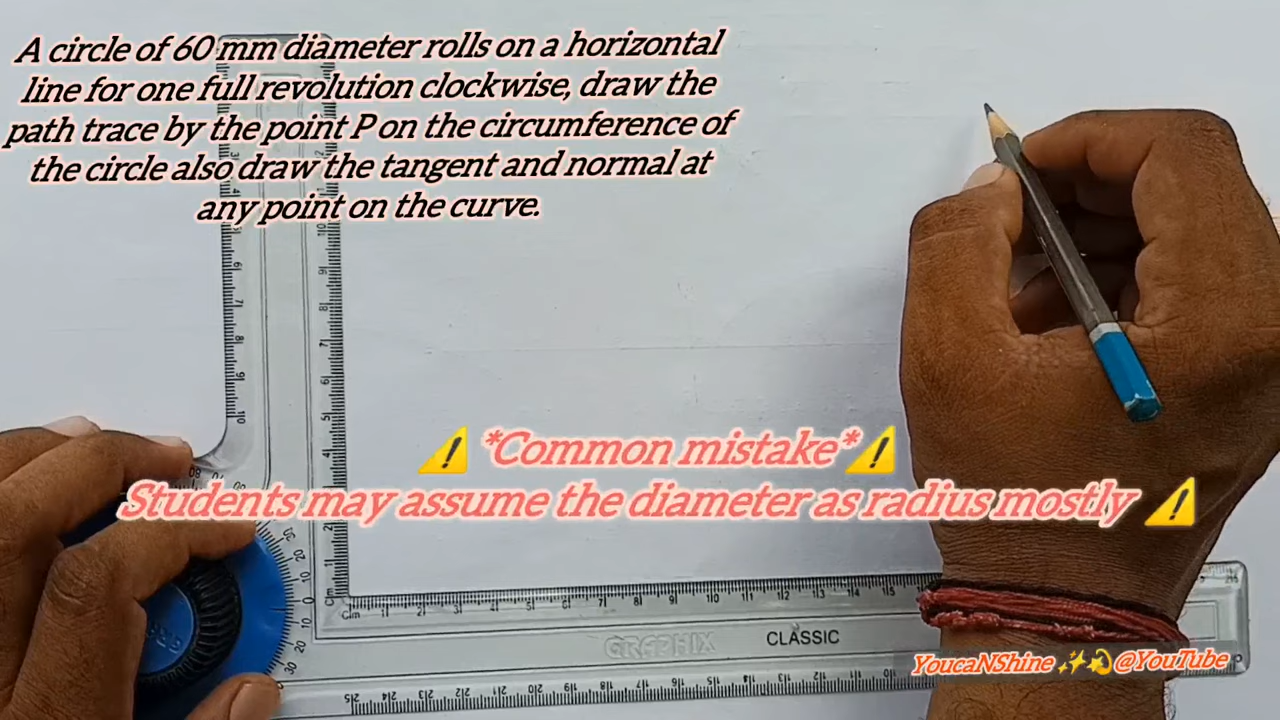 A circle of 60 mm diameter rolls on a horizontal
line for one full revolution clockwise, draw the
path trace by the point P on the circumference of
the circle also draw the tangent and normal at
any point on the curve.
⚠️ *Common mistake*⚠️
Students may assume the diameter as radius mostly ⚠️
GRAPHIX CLASSIC
YoucaNShine ✨💫@YouTube